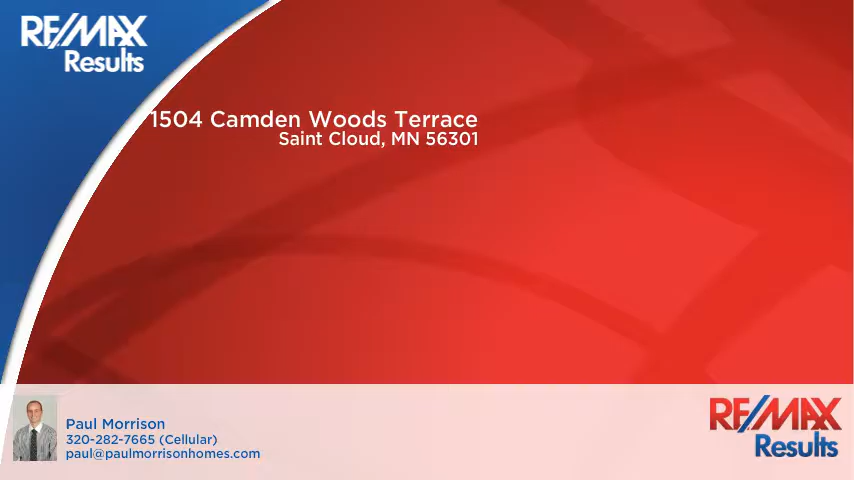 RE/MAX
Results
1504 Camden Woods Terrace
Saint Cloud, MN 56301
Paul Morrison
320-282-7665 (Cellular)
paul@paulmorrisonhomes.com
RE/MAX
Results